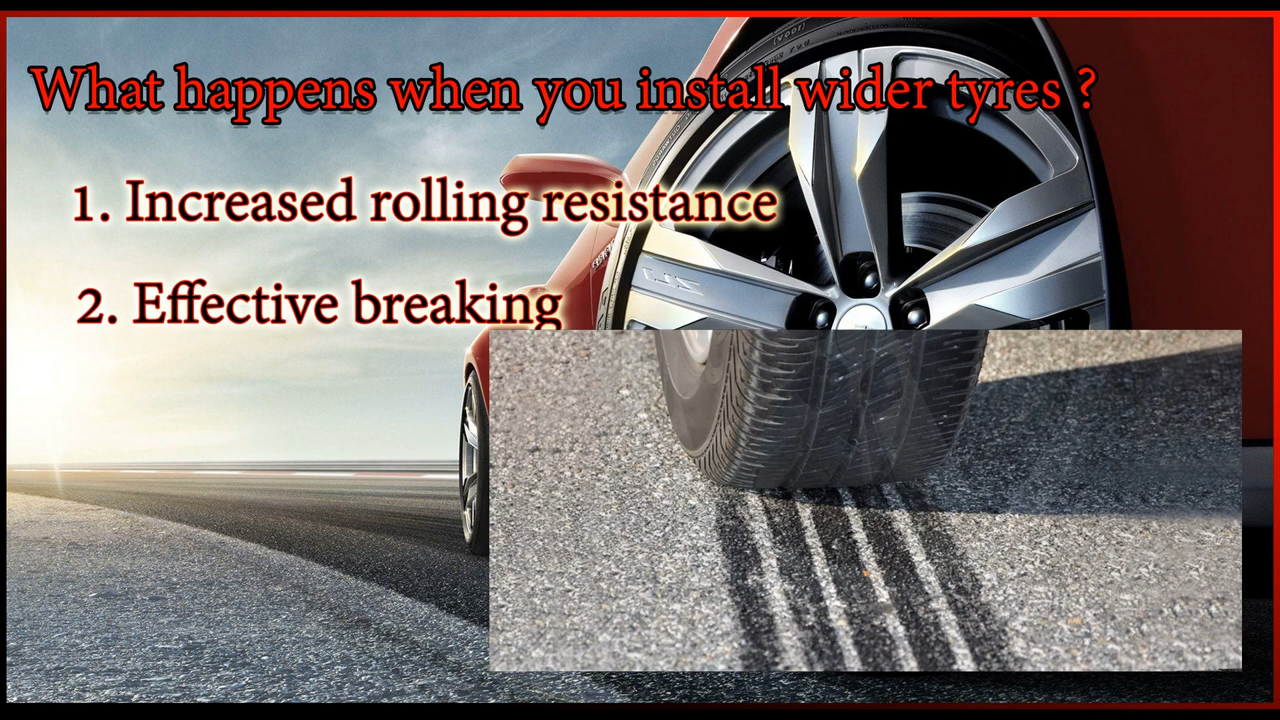 What happens when you install wider tyres ?
1. Increased rolling resistance
2. Effective breaking